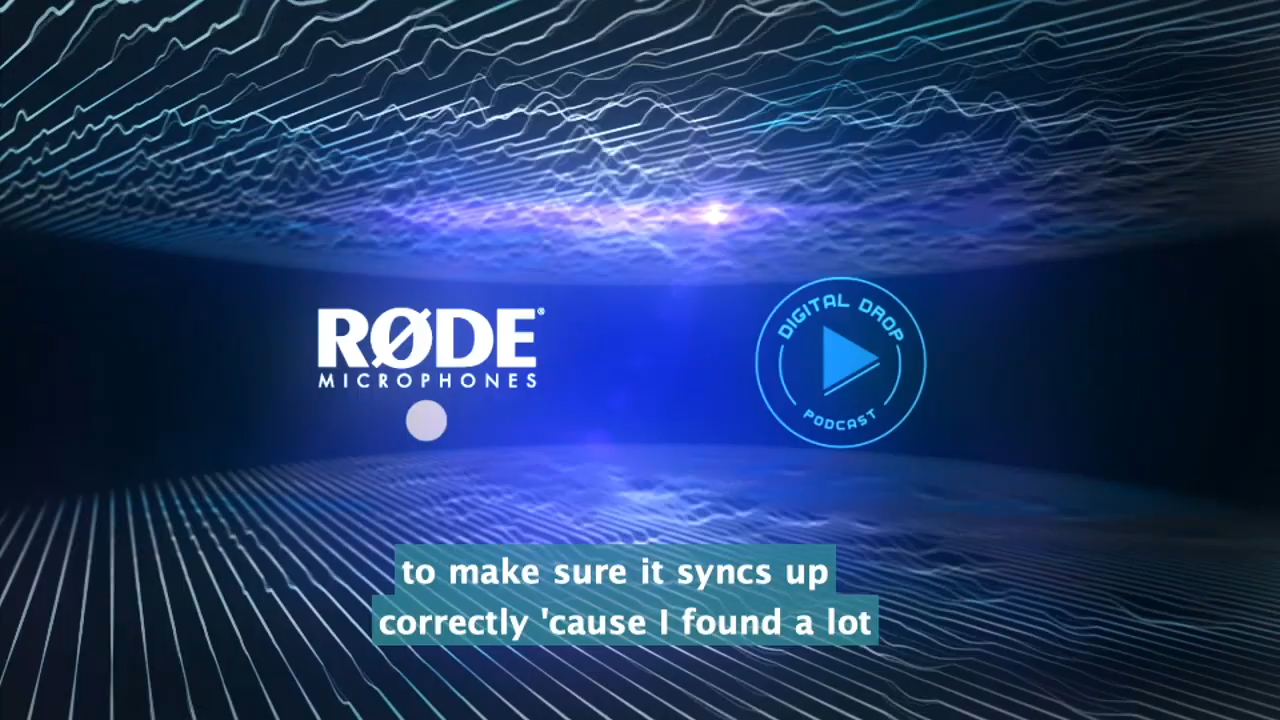 RØDE®
MICROPHONES
DIGITAL DROP
PODCAST
to make sure it syncs up
correctly 'cause I found a lot